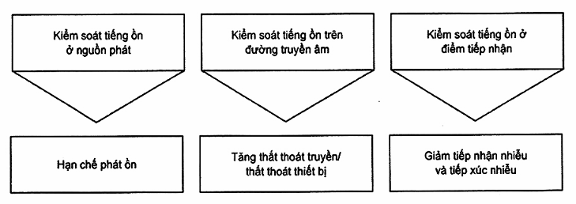 Kiểm soát tiếng ồn
ở nguồn phát
Kiểm soát tiếng ồn trên
đường truyền âm
Kiểm soát tiếng ồn ở
điểm tiếp nhận
Hạn chế phát ồn
Tăng thất thoát truyền/
thất thoát thiết bị
Giảm tiếp nhận nhiễu
và tiếp xúc nhiễu